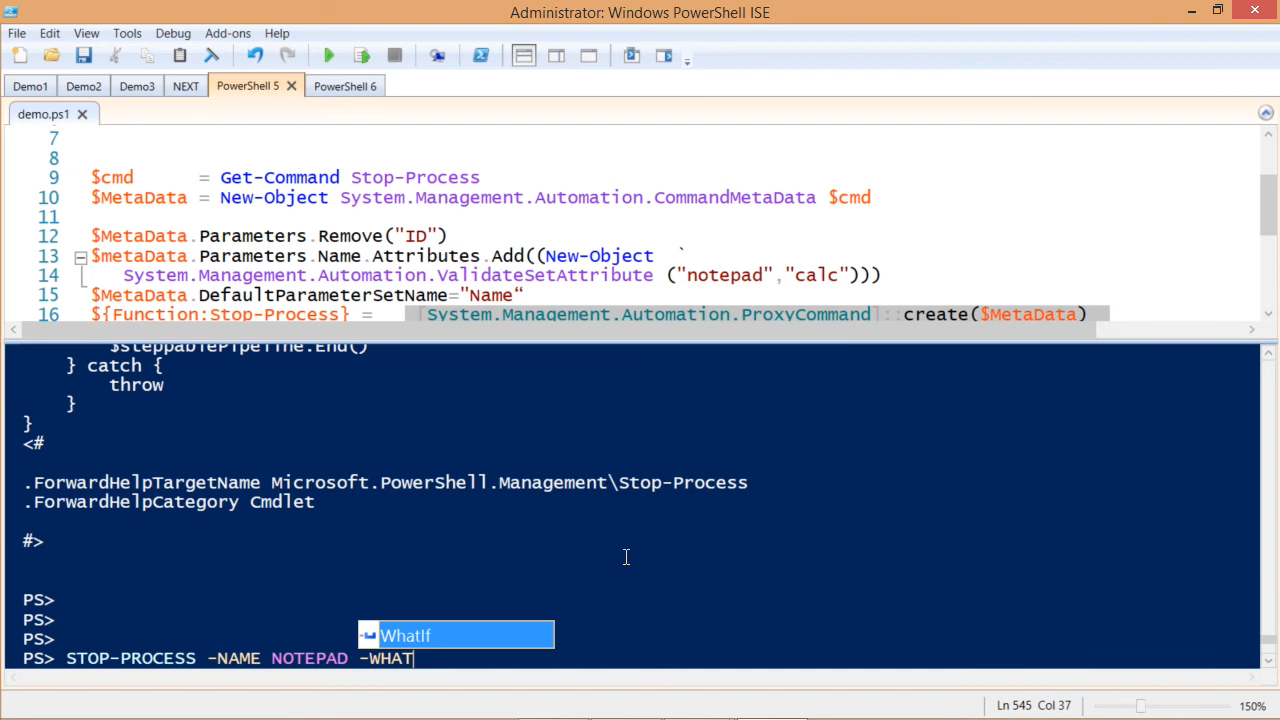 Administrator: Windows PowerShell ISE
File Edit View Tools Debug Add-ons Help
Demo1 Demo2 Demo3 NEXT PowerShell 5 PowerShell 6
demo.ps1
7
8
9 $cmd = Get-Command Stop-Process
10 $MetaData = New-Object System.Management.Automation.CommandMetaData $cmd
11
12 $MetaData.Parameters.Remove("ID")
13 $metaData.Parameters.Name.Attributes.Add((New-Object `
14 System.Management.Automation.ValidateSetAttribute ("notepad","calc")))
15 $MetaData.DefaultParameterSetName="Name“
16 ${Function:Stop-Process} = [System.Management.Automation.ProxyCommand]::create($MetaData)
$steppablePipeline.End()
} catch {
throw
}
}
<#
.ForwardHelpTargetName Microsoft.PowerShell.Management\Stop-Process
.ForwardHelpCategory Cmdlet
#>
PS>
PS>
PS>
WhatIf
PS> STOP-PROCESS -NAME NOTEPAD -WHAT
Ln 545 Col 37 150%